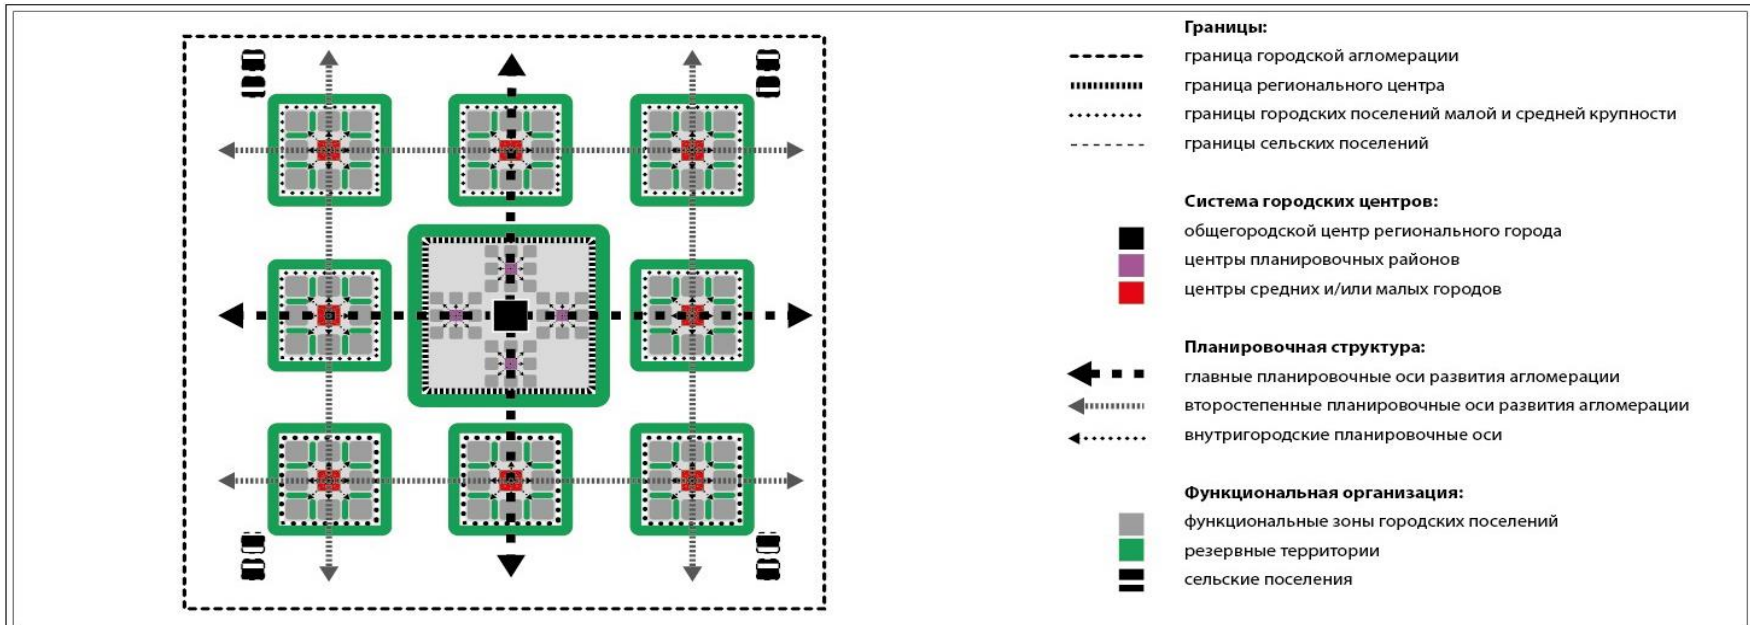 Границы:
граница городской агломерации
граница регионального центра
границы городских поселений малой и средней крупности
границы сельских поселений
Система городских центров:
общегородской центр регионального города
центры планировочных районов
центры средних и/или малых городов
Планировочная структура:
главные планировочные оси развития агломерации
второстепенные планировочные оси развития агломерации
внутригородские планировочные оси
Функциональная организация:
функциональные зоны городских поселений
резервные территории
сельские поселения